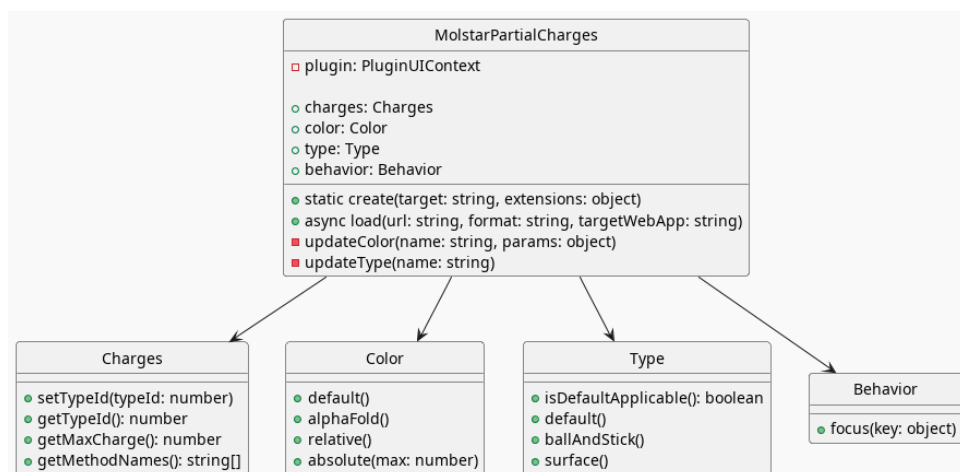 MolstarPartialCharges
plugin: PluginUIContext
charges: Charges
color: Color
type: Type
behavior: Behavior
static create(target: string, extensions: object)
async load(url: string, format: string, targetWebApp: string)
updateColor(name: string, params: object)
updateType(name: string)
Charges
setTypeId(typeId: number)
getTypeId(): number
getMaxCharge(): number
getMethodNames(): string[]
Color
default()
alphaFold()
relative()
absolute(max: number)
Type
isDefaultApplicable(): boolean
default()
ballAndStick()
surface()
Behavior
focus(key: object)